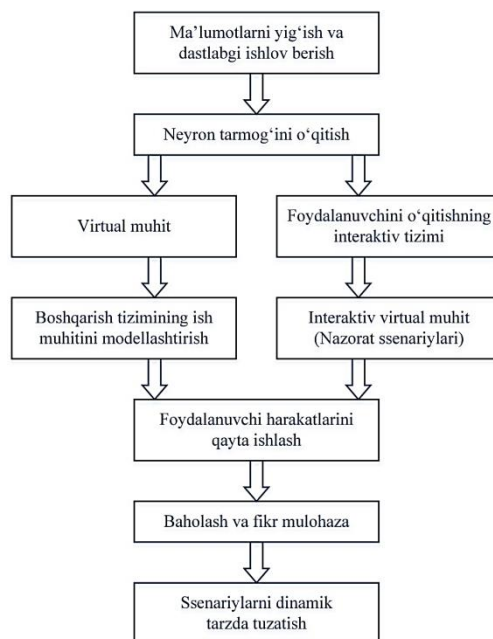 Ma’lumotlarni yig‘ish va
dastlabgi ishlov berish
Neyron tarmog‘ini o‘qitish
Virtual muhit
Foydalanuvchini o‘qitishning
interaktiv tizimi
Boshqarish tizimining ish
muhitini modellashtirish
Interaktiv virtual muhit
(Nazorat ssenariylari)
Foydalanuvchi harakatlarini
qayta ishlash
Baholash va fikr mulohaza
Ssenariylarni dinamik
tarzda tuzatish